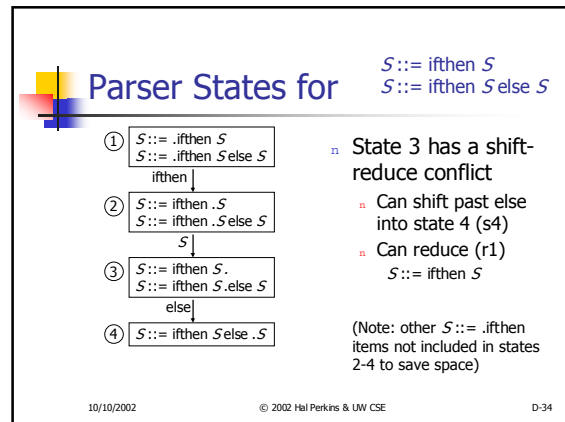 Parser States for
S ::= ifthen S
S ::= ifthen S else S
1
S ::= .ifthen S
S ::= .ifthen S else S
ifthen
2
S ::= ifthen .S
S ::= ifthen .S else S
S
3
S ::= ifthen S .
S ::= ifthen S .else S
else
4
S ::= ifthen S else .S
n State 3 has a shift-
reduce conflict
n Can shift past else
into state 4 (s4)
n Can reduce (r1)
S ::= ifthen S
(Note: other S ::= .ifthen
items not included in states
2-4 to save space)
10/10/2002
© 2002 Hal Perkins & UW CSE
D-34